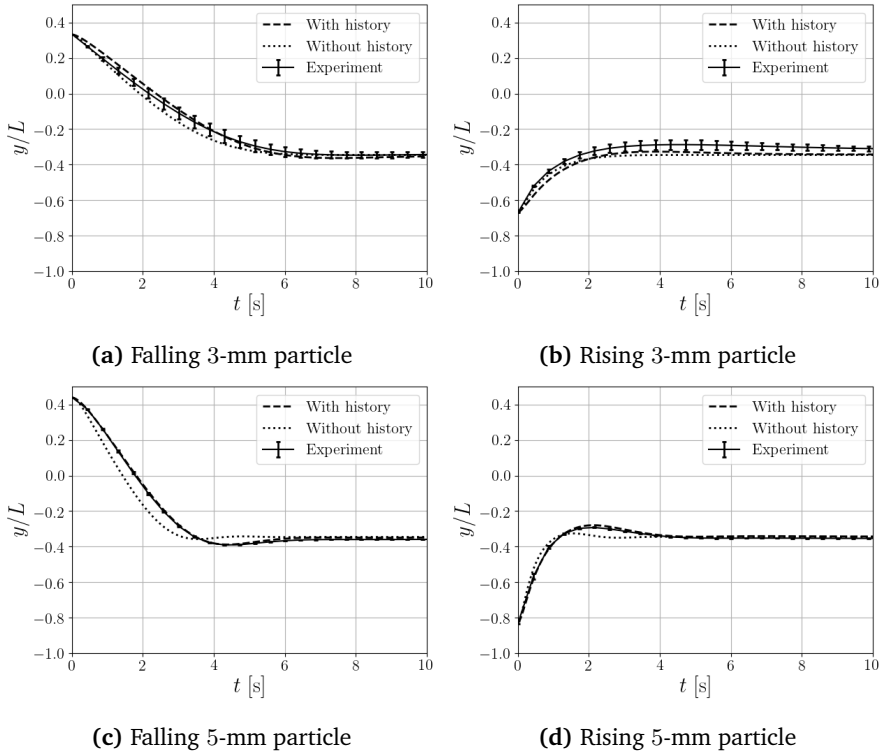 0.4
0.2
0.0
−0.2
−0.4
−0.6
−0.8
−1.0
y/L
With history
Without history
Experiment
0 2 4 6 8 10
t [s]
(a) Falling 3-mm particle
0.4
0.2
0.0
−0.2
−0.4
−0.6
−0.8
−1.0
y/L
With history
Without history
Experiment
0 2 4 6 8 10
t [s]
(b) Rising 3-mm particle
0.4
0.2
0.0
−0.2
−0.4
−0.6
−0.8
−1.0
y/L
With history
Without history
Experiment
0 2 4 6 8 10
t [s]
(c) Falling 5-mm particle
0.4
0.2
0.0
−0.2
−0.4
−0.6
−0.8
−1.0
y/L
With history
Without history
Experiment
0 2 4 6 8 10
t [s]
(d) Rising 5-mm particle